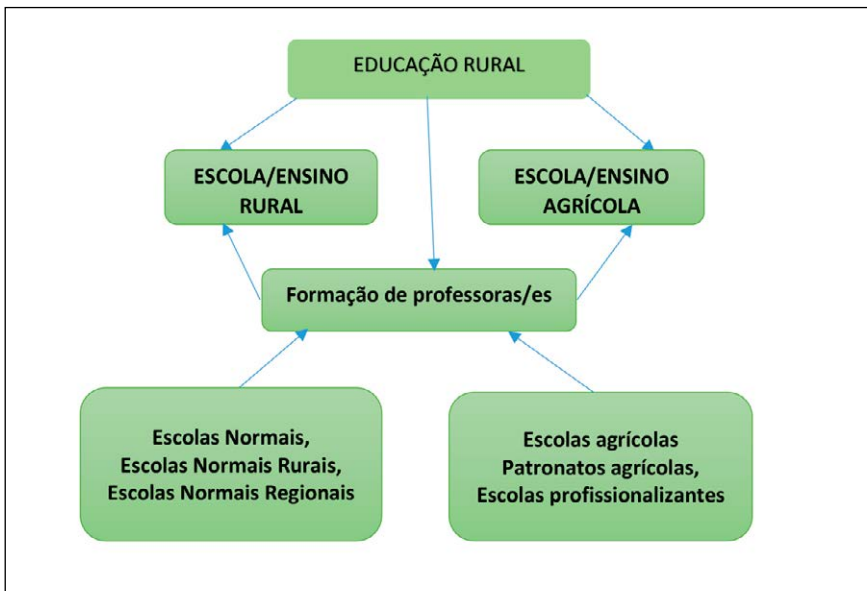 EDUCAÇÃO RURAL
ESCOLA/ENSINO
RURAL
ESCOLA/ENSINO
AGRÍCOLA
Formação de professoras/es
Escolas Normais,
Escolas Normais Rurais,
Escolas Normais Regionais
Escolas agrícolas
Patronatos agrícolas,
Escolas profissionalizantes